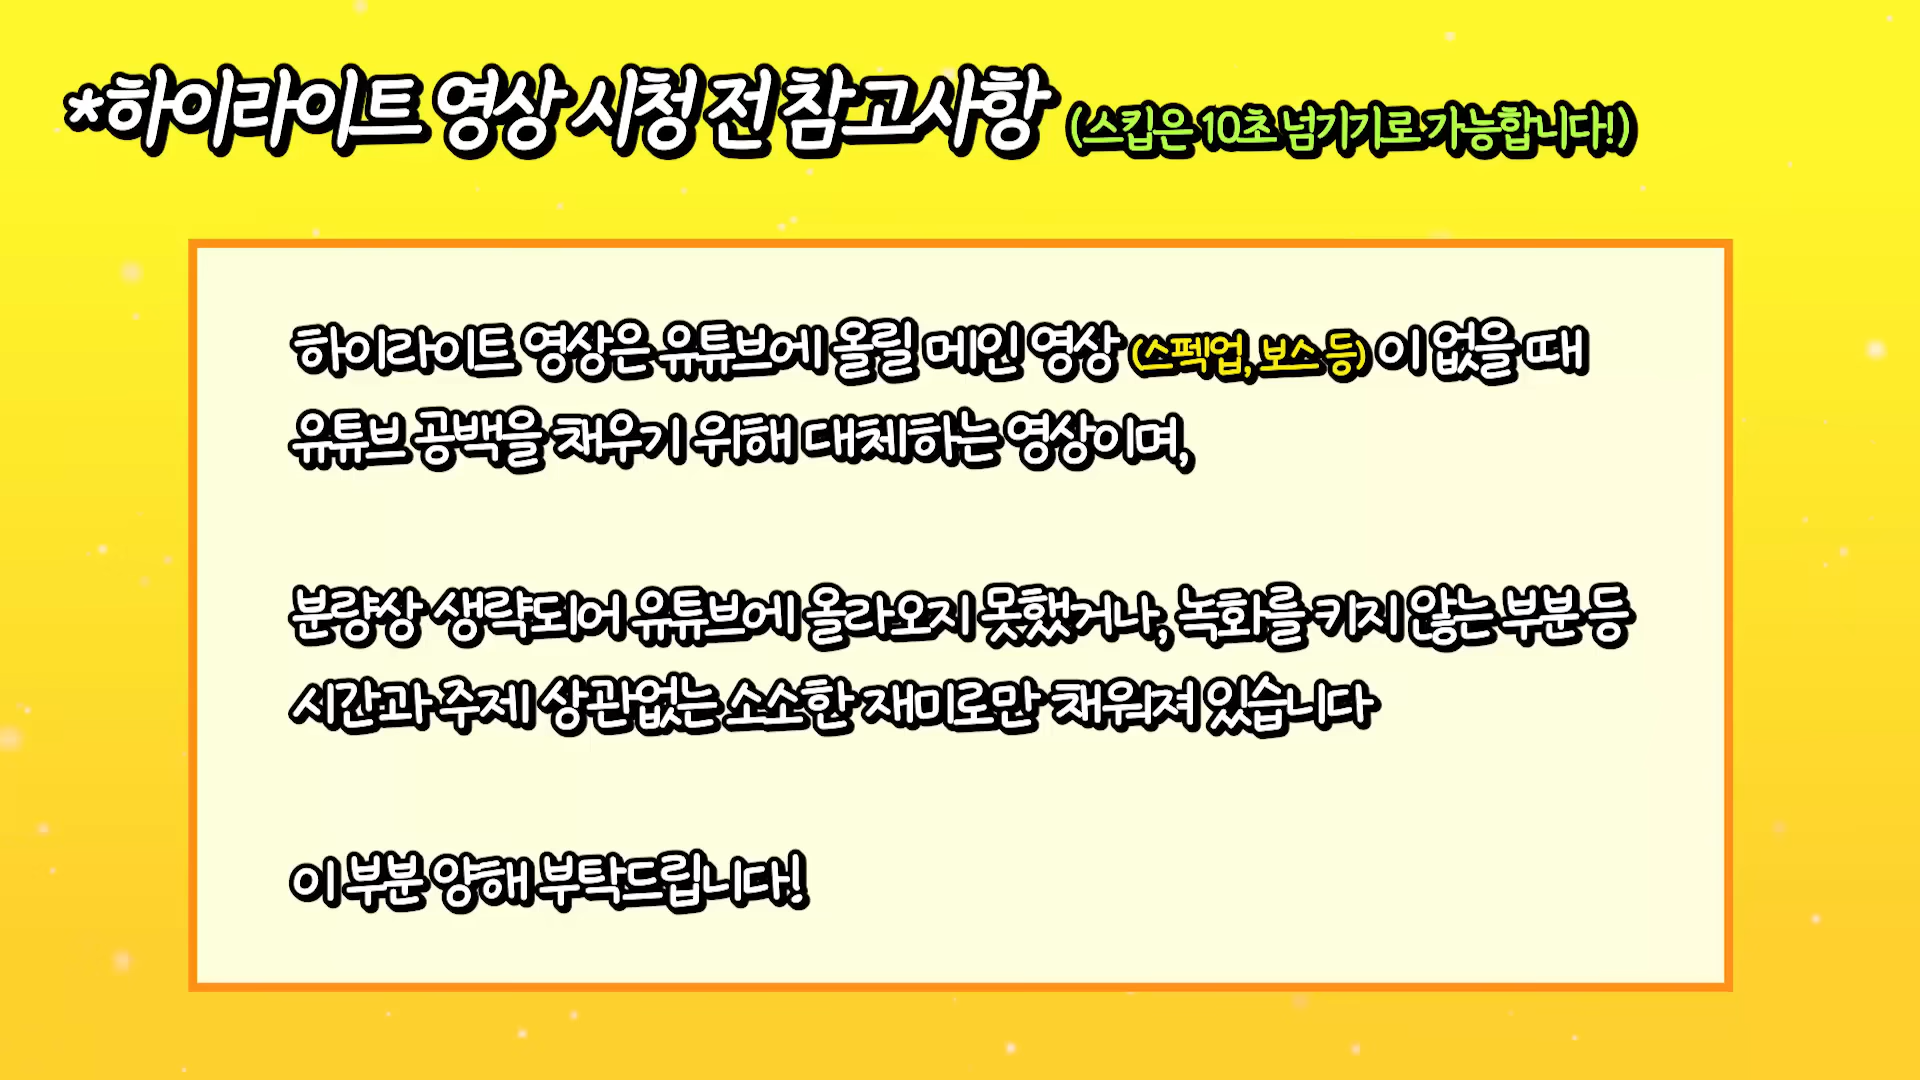 *하이라이트 영상 시청 전 참고사항 (스킵은 10초 넘기기로 가능합니다!)
하이라이트 영상은 유튜브에 올릴 메인 영상 (스펙업, 보스 등) 이 없을 때
유튜브 공백을 채우기 위해 대체하는 영상이며,
분량상 생략되어 유튜브에 올라오지 못했거나, 녹화를 키지 않는 부분 등
시간과 주제 상관없는 소소한 재미로만 채워져 있습니다
이 부분 양해 부탁드립니다!